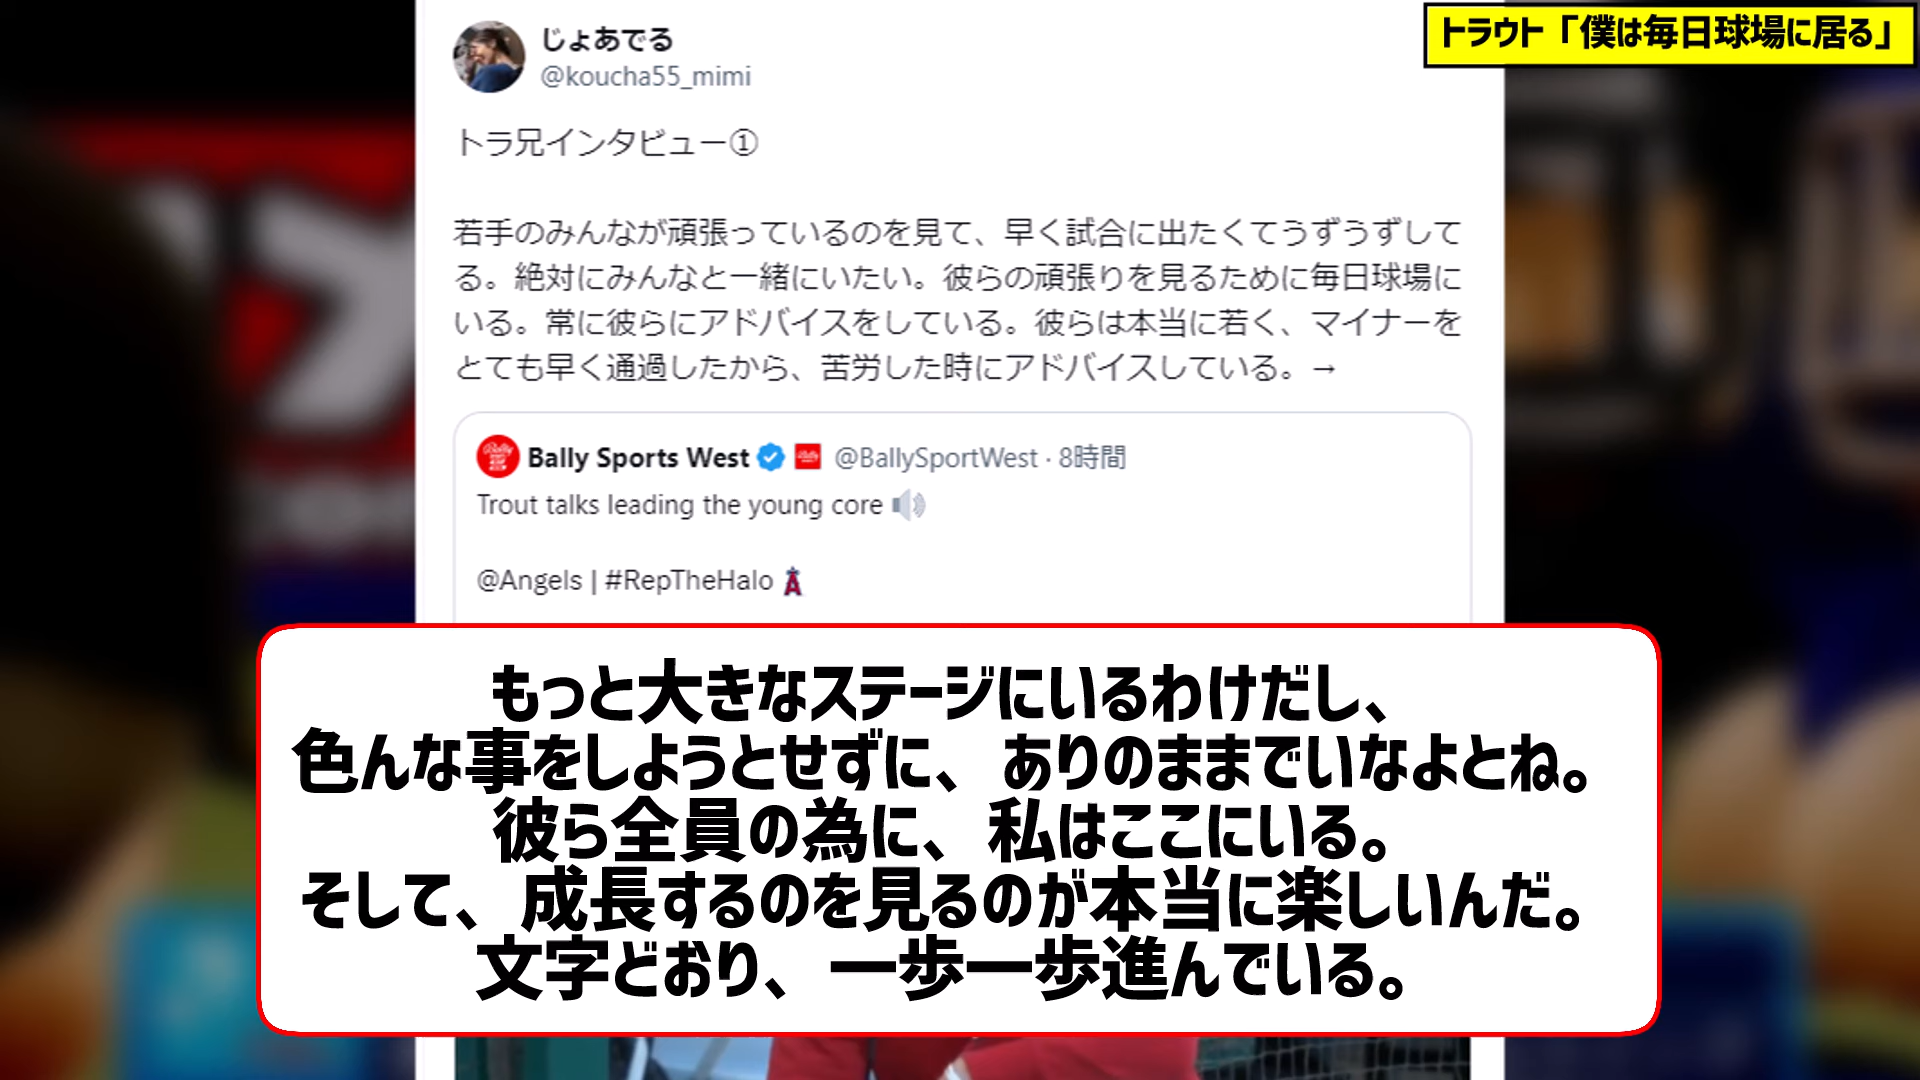 トラウト「僕は毎日球場に居る」
じょあでる
@koucha55_mimi
トラ兄インタビュー①
若手のみんなが頑張っているのを見て、早く試合に出たくてうずうずして
る。絶対にみんなと一緒にいたい。彼らの頑張りを見るために毎日球場に
いる。常に彼らにアドバイスをしている。彼らは本当に若く、マイナーを
とても早く通過したから、苦労した時にアドバイスしている。→
Bally Sports West @BallySportWest · 8時間
Trout talks leading the young core
@Angels | #RepTheHalo
もっと大きなステージにいるわけだし、
色んな事をしようとせずに、ありのままでいなよとね。
彼ら全員の為に、私はここにいる。
そして、成長するのを見るのが本当に楽しいんだ。
文字どおり、一歩一歩進んでいる。